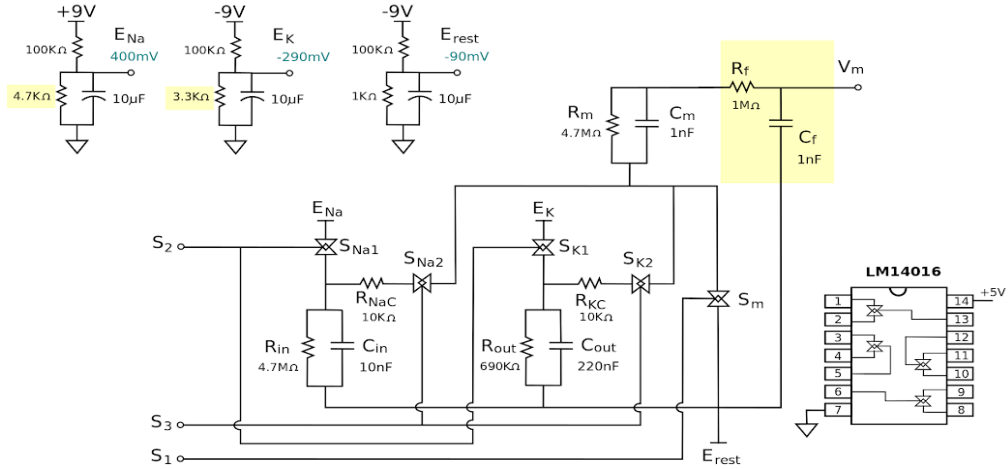 +9V
E_Na
400mV
100KΩ
4.7KΩ
10µF
-9V
E_K
-290mV
100KΩ
3.3KΩ
10µF
-9V
E_rest
-90mV
100KΩ
1KΩ
10µF
R_f
1MΩ
V_m
R_m
4.7MΩ
C_m
1nF
C_f
1nF
E_Na
E_K
S_2
S_Na1
S_Na2
S_K1
S_K2
R_NaC
10KΩ
R_KC
10KΩ
S_m
R_in
4.7MΩ
C_in
10nF
R_out
690KΩ
C_out
220nF
S_3
S_1
E_rest
LM14016
+5V
1 14
2 13
3 12
4 11
5 10
6 9
7 8